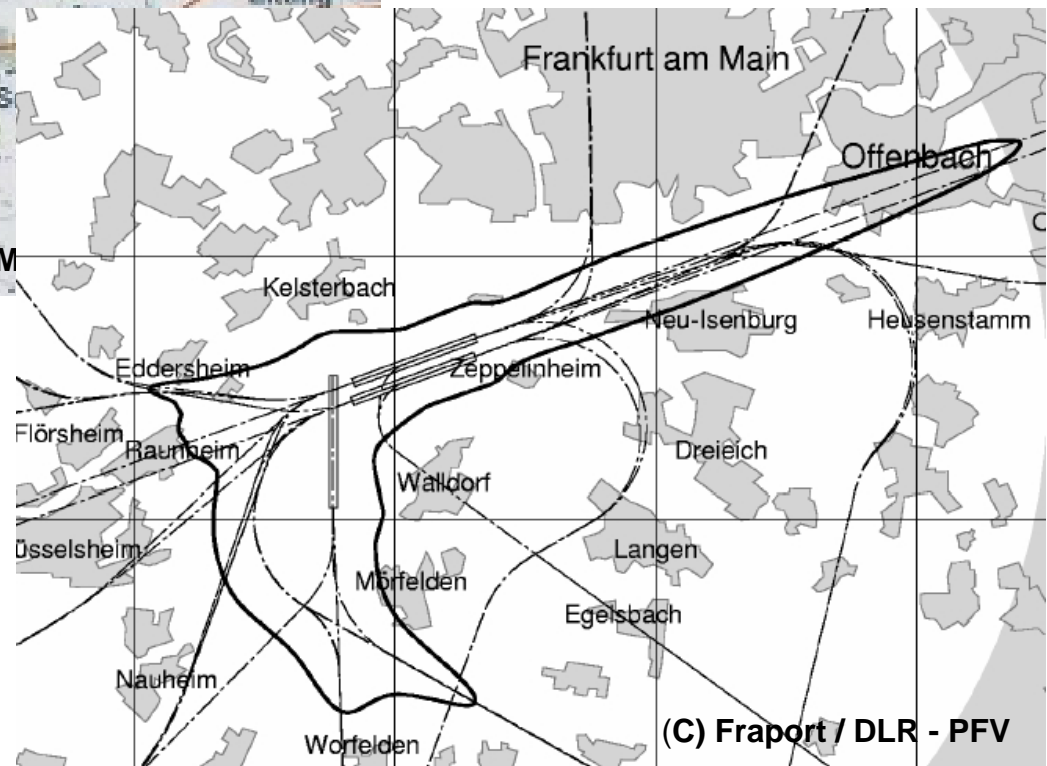 Frankfurt am Main
Offenbach
Kelsterbach
Neu-Isenburg
Heusenstamm
Eddersheim
Zeppelinheim
Flörsheim
Raunheim
Dreieich
Walldorf
üsselsheim
Langen
Mörfelden
Egelsbach
Nauheim
(C) Fraport / DLR - PFV
Worfelden